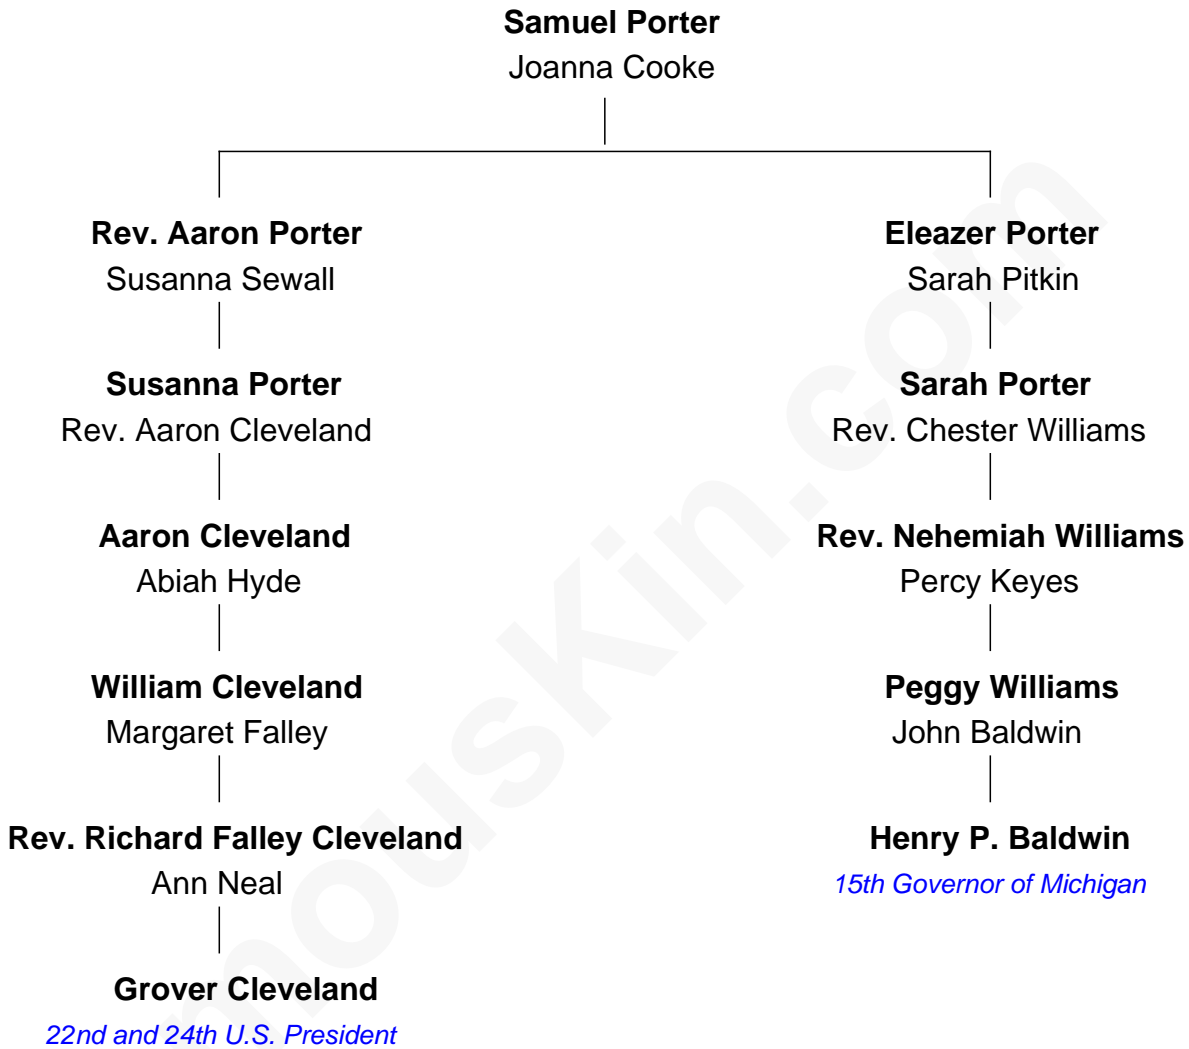 Samuel Porter
Joanna Cooke
Rev. Aaron Porter
Susanna Sewall
Eleazer Porter
Sarah Pitkin
Susanna Porter
Rev. Aaron Cleveland
Sarah Porter
Rev. Chester Williams
Aaron Cleveland
Abiah Hyde
Rev. Nehemiah Williams
Percy Keyes
William Cleveland
Margaret Falley
Peggy Williams
John Baldwin
Rev. Richard Falley Cleveland
Ann Neal
Henry P. Baldwin
15th Governor of Michigan
Grover Cleveland
22nd and 24th U.S. President
mousKin.com